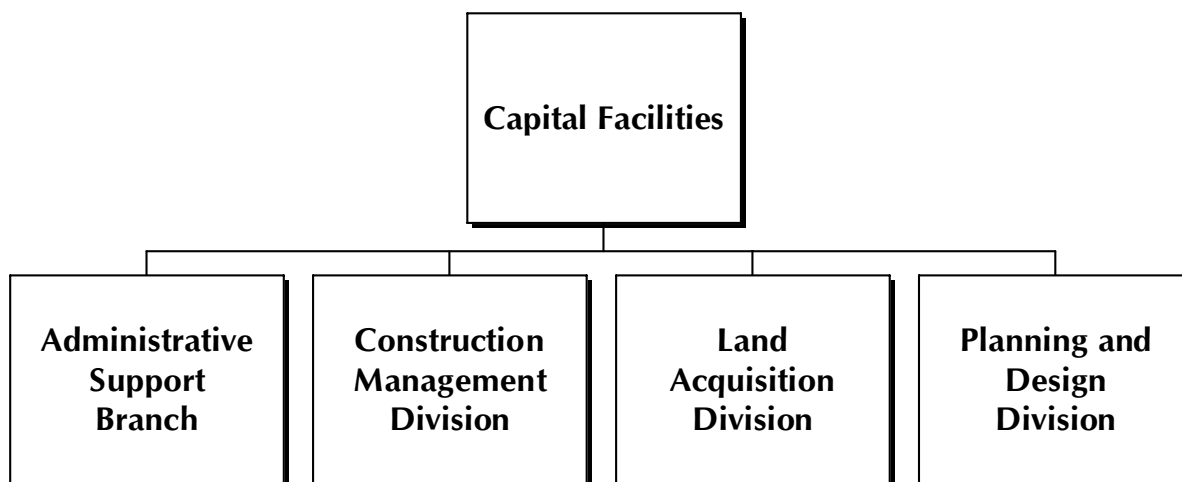 Capital Facilities
Administrative
Support
Branch
Construction
Management
Division
Land
Acquisition
Division
Planning and
Design
Division